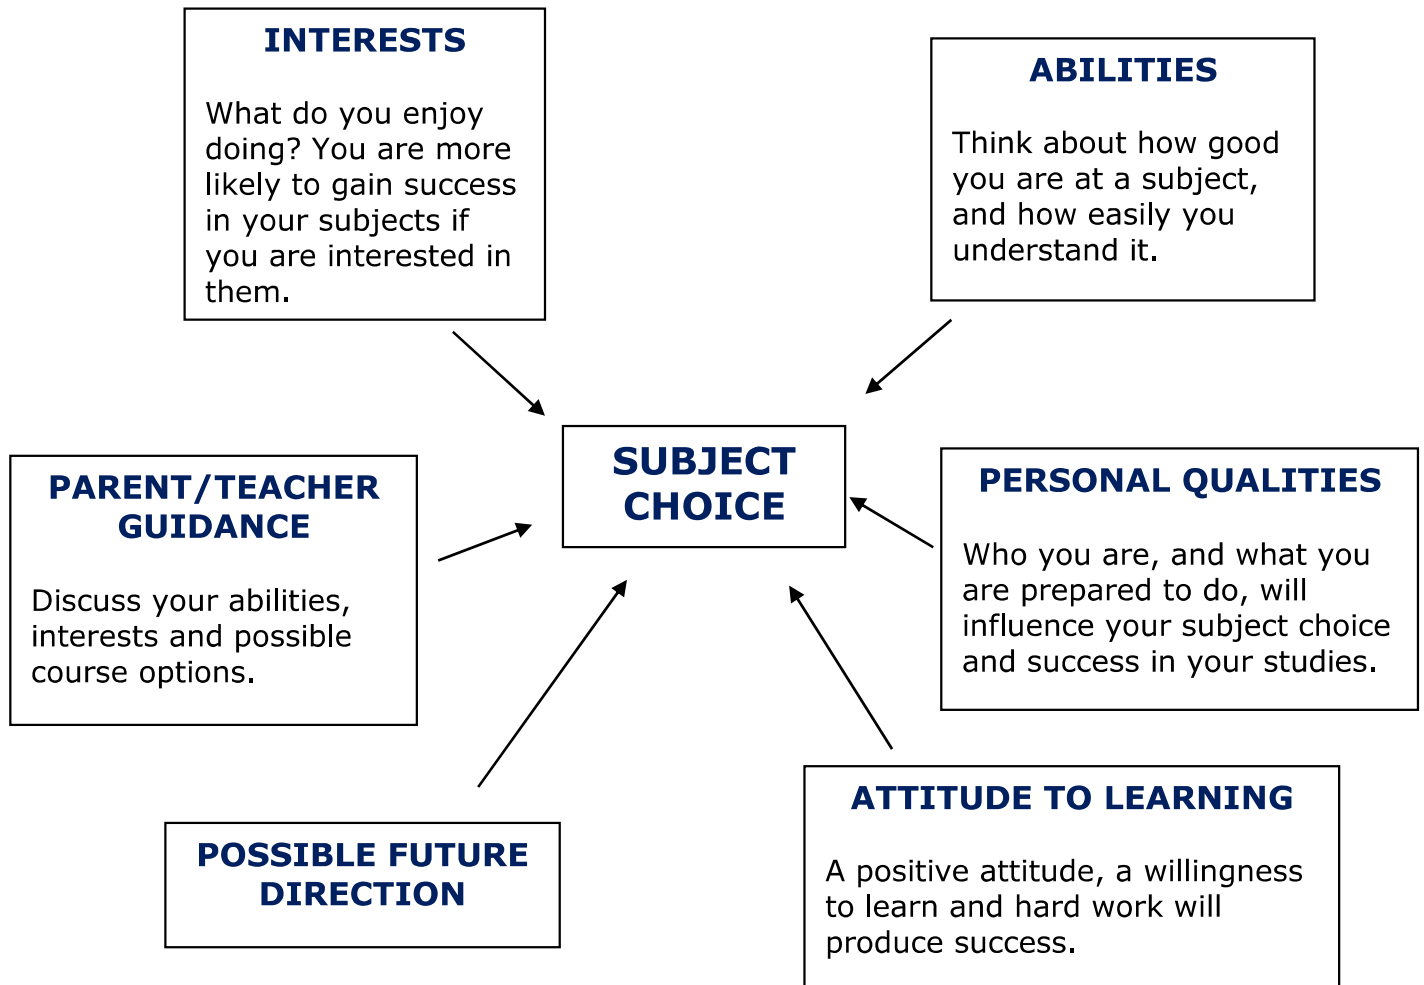 INTERESTS
What do you enjoy
doing? You are more
likely to gain success
in your subjects if
you are interested in
them.
ABILITIES
Think about how good
you are at a subject,
and how easily you
understand it.
SUBJECT
CHOICE
PARENT/TEACHER
GUIDANCE
Discuss your abilities,
interests and possible
course options.
PERSONAL QUALITIES
Who you are, and what you
are prepared to do, will
influence your subject choice
and success in your studies.
POSSIBLE FUTURE
DIRECTION
ATTITUDE TO LEARNING
A positive attitude, a willingness
to learn and hard work will
produce success.